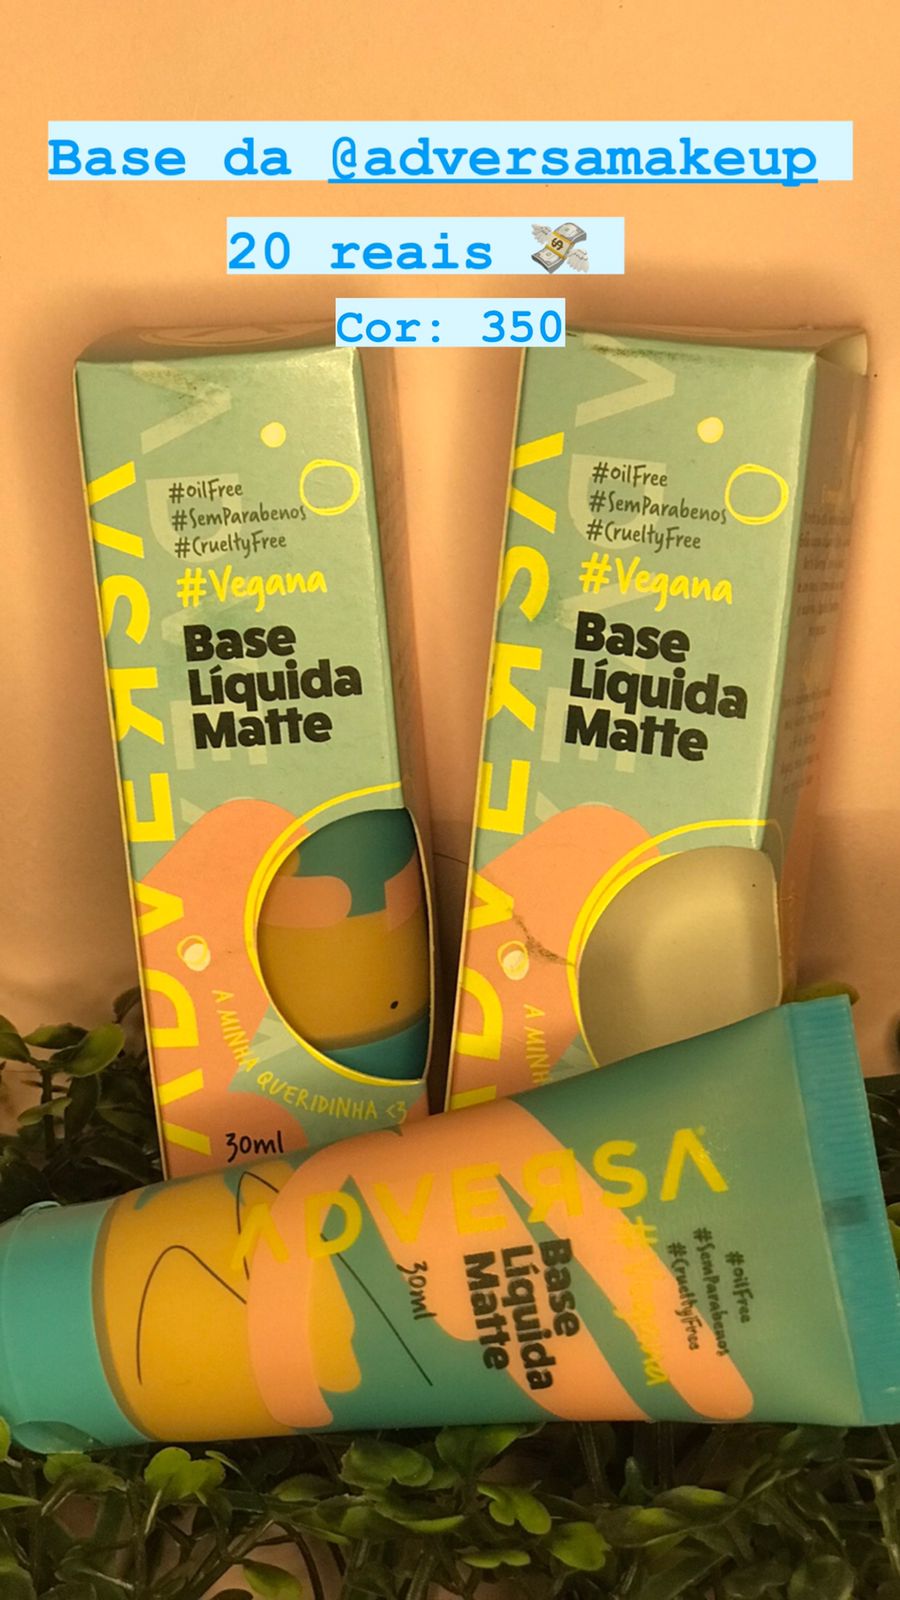 Base da @adversamakeup
20 reais
Cor: 350
ADVERSA
#oilFree
#SemParabenos
#CrueltyFree
#Vegana
Base
Líquida
Matte
A MINHA QUERIDINHA <3
30ml
ADVERSA
#oilFree
#SemParabenos
#CrueltyFree
#Vegana
Base
Líquida
Matte
A MINH
ADVERSA
#oilFree
#SemParabenos
#CrueltyFree
#Vegana
Base
Líquida
Matte
30ml